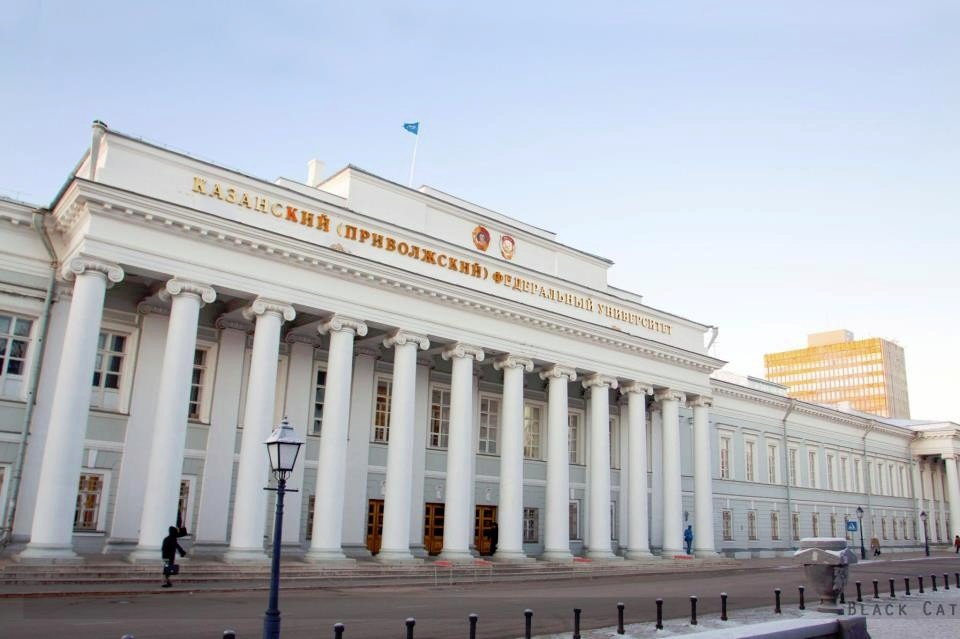 КАЗАНСКИЙ (ПРИВОЛЖСКИЙ) ФЕДЕРАЛЬНЫЙ УНИВЕРСИТЕТ
BLACK CAT